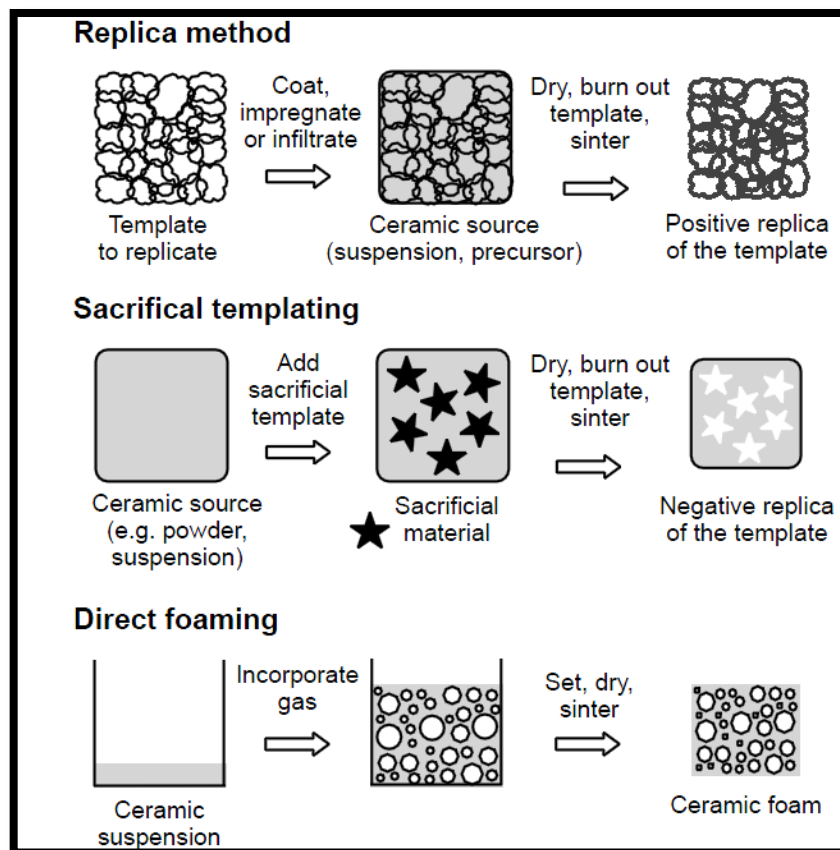 Replica method
Coat,
impregnate
or infiltrate
Dry, burn out
template,
sinter
Template
to replicate
Ceramic source
(suspension, precursor)
Positive replica
of the template
Sacrifical templating
Add
sacrificial
template
Dry, burn out
template,
sinter
Ceramic source
(e.g. powder,
suspension)
Sacrificial
material
Negative replica
of the template
Direct foaming
Incorporate
gas
Set, dry,
sinter
Ceramic
suspension
Ceramic foam